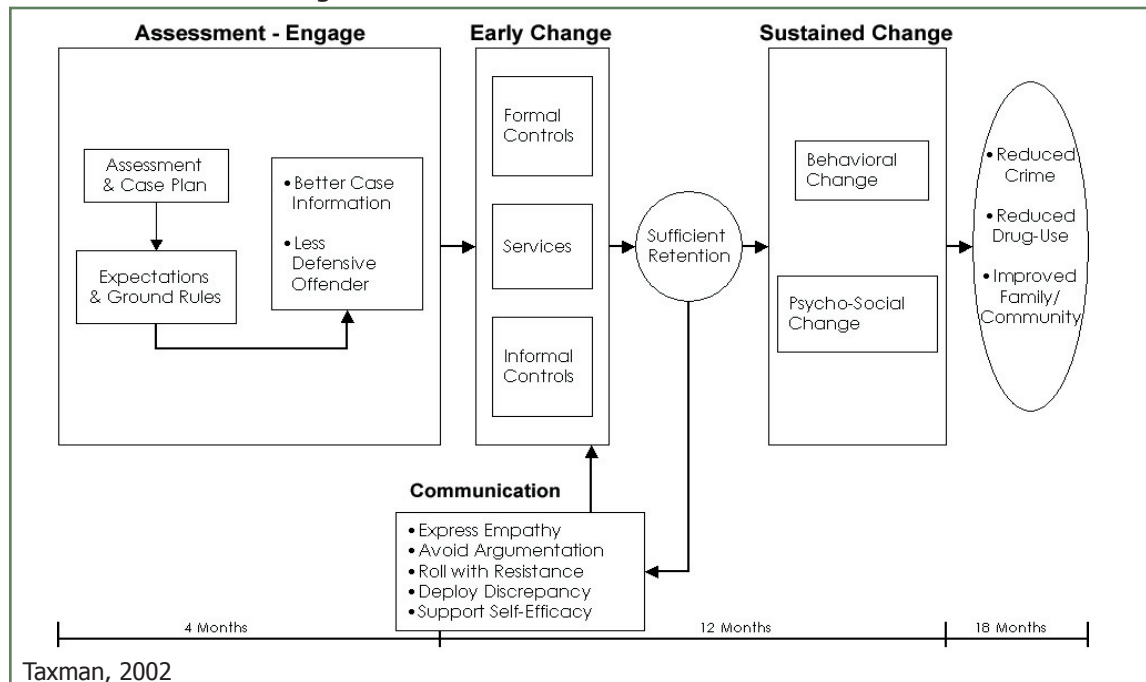 Assessment - Engage
Early Change
Sustained Change
Assessment
& Case Plan
Expectations
& Ground Rules
• Better Case
Information
• Less
Defensive
Offender
Formal
Controls
Services
Informal
Controls
Sufficient
Retention
Behavioral
Change
Psycho-Social
Change
• Reduced
Crime
• Reduced
Drug-Use
• Improved
Family/
Community
Communication
• Express Empathy
• Avoid Argumentation
• Roll with Resistance
• Deploy Discrepancy
• Support Self-Efficacy
4 Months
12 Months
18 Months
Taxman, 2002